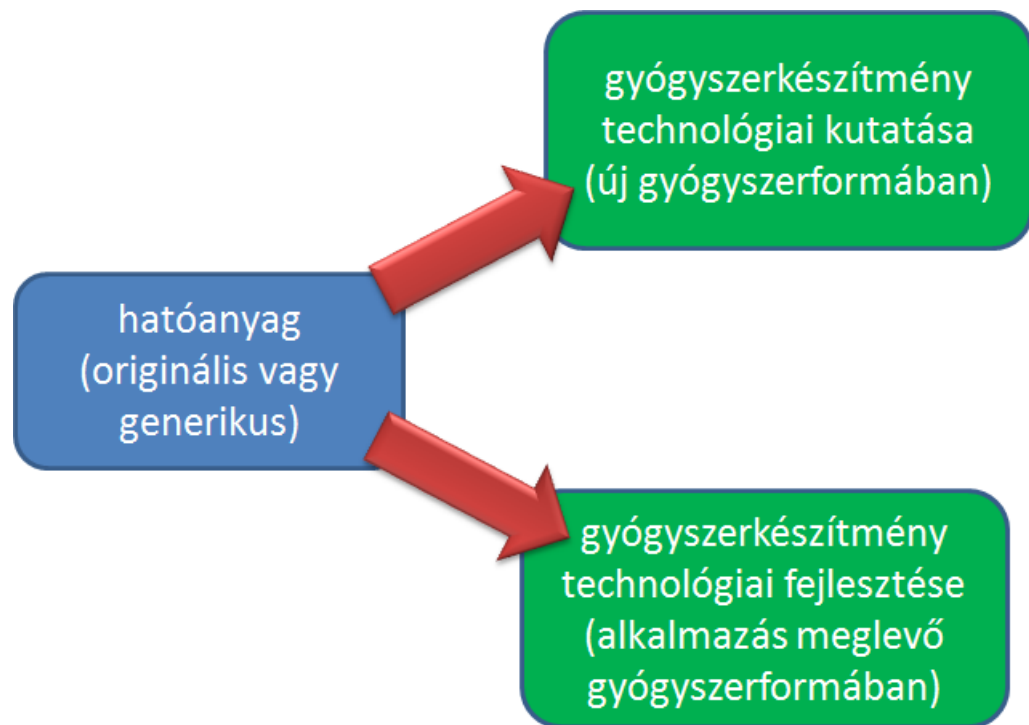 gyógyszerkészítmény
technológiai kutatása
(új gyógyszerformában)
hatóanyag
(originális vagy
generikus)
gyógyszerkészítmény
technológiai fejlesztése
(alkalmazás meglevő
gyógyszerformában)